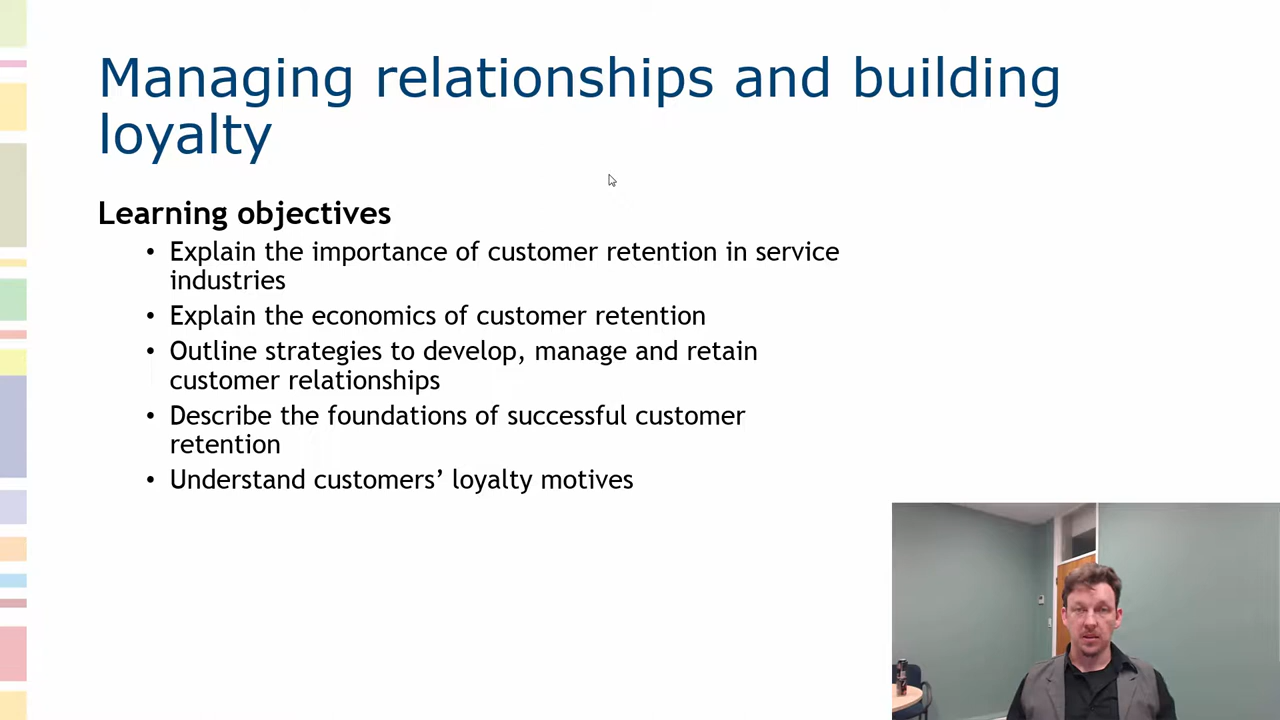 Managing relationships and building
loyalty
Learning objectives
• Explain the importance of customer retention in service
industries
• Explain the economics of customer retention
• Outline strategies to develop, manage and retain
customer relationships
• Describe the foundations of successful customer
retention
• Understand customers’ loyalty motives